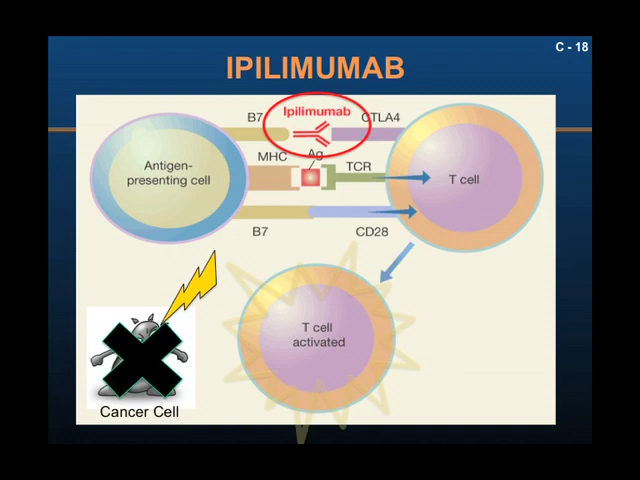 C - 18
IPILIMUMAB
B7
Ipilimumab
CTLA4
MHC
Ag
TCR
Antigen-
presenting cell
T cell
B7
CD28
T cell
activated
Cancer Cell